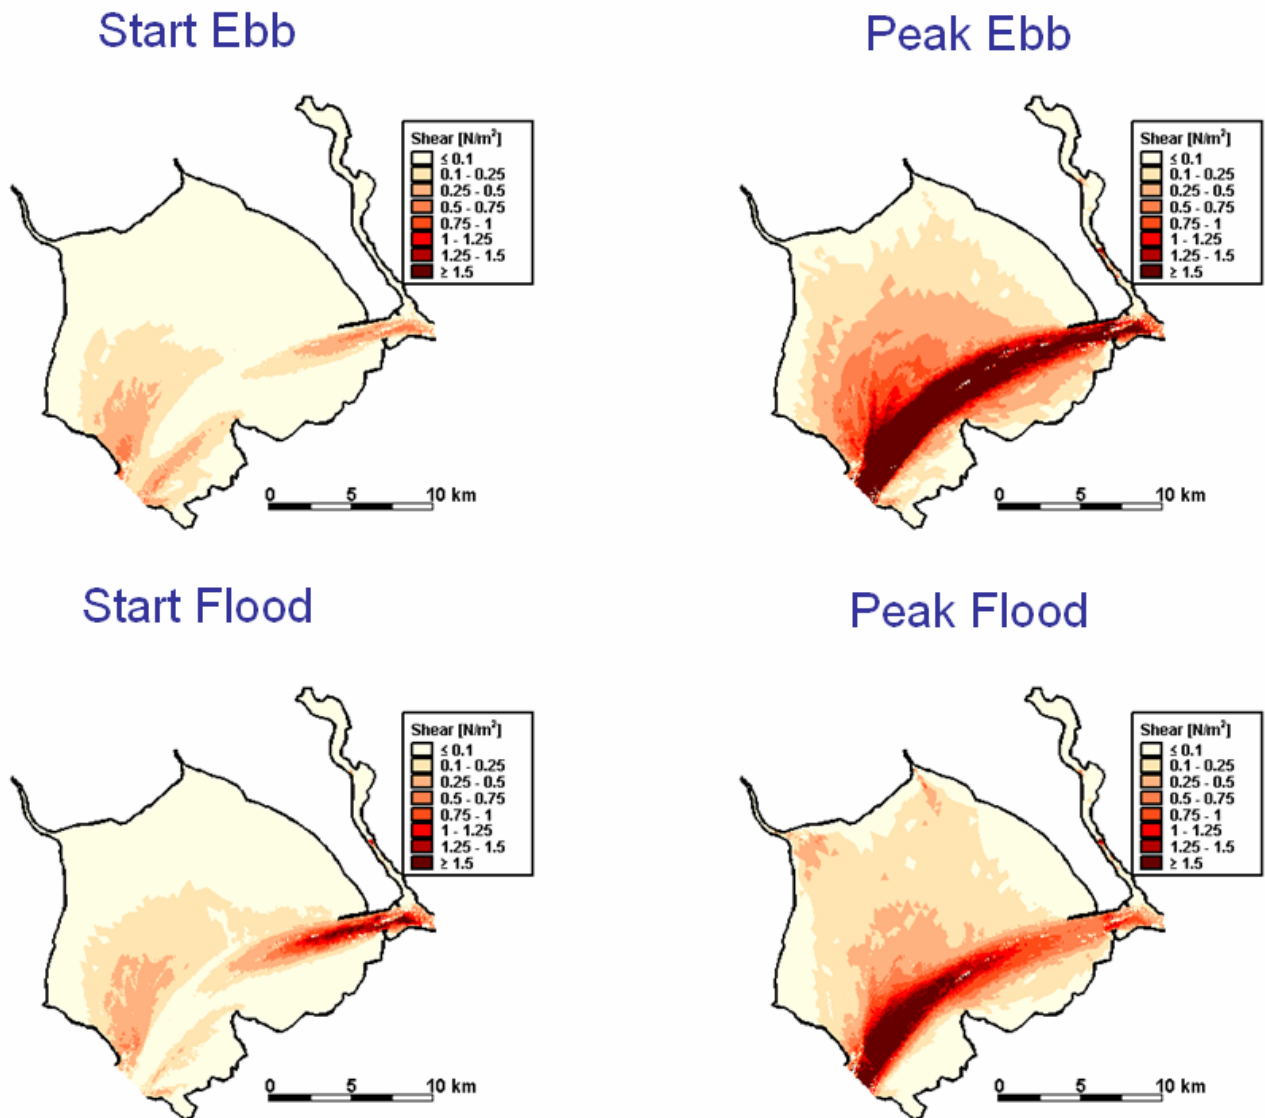 Start Ebb
Peak Ebb
Shear [N/m²]
≤ 0.1
0.1 - 0.25
0.25 - 0.5
0.5 - 0.75
0.75 - 1
1 - 1.25
1.25 - 1.5
≥ 1.5
0 5 10 km
Shear [N/m²]
≤ 0.1
0.1 - 0.25
0.25 - 0.5
0.5 - 0.75
0.75 - 1
1 - 1.25
1.25 - 1.5
≥ 1.5
0 5 10 km
Start Flood
Peak Flood
Shear [N/m²]
≤ 0.1
0.1 - 0.25
0.25 - 0.5
0.5 - 0.75
0.75 - 1
1 - 1.25
1.25 - 1.5
≥ 1.5
0 5 10 km
Shear [N/m²]
≤ 0.1
0.1 - 0.25
0.25 - 0.5
0.5 - 0.75
0.75 - 1
1 - 1.25
1.25 - 1.5
≥ 1.5
0 5 10 km